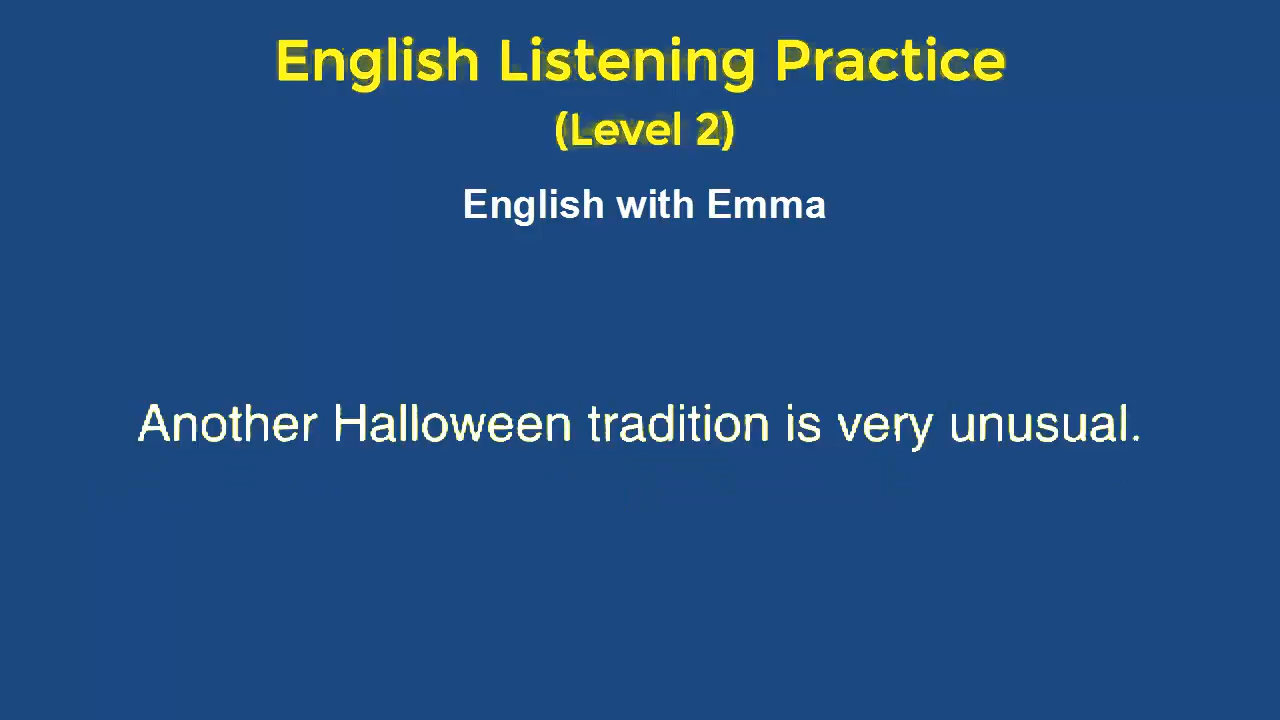 English Listening Practice
(Level 2)
English with Emma
Another Halloween tradition is very unusual.